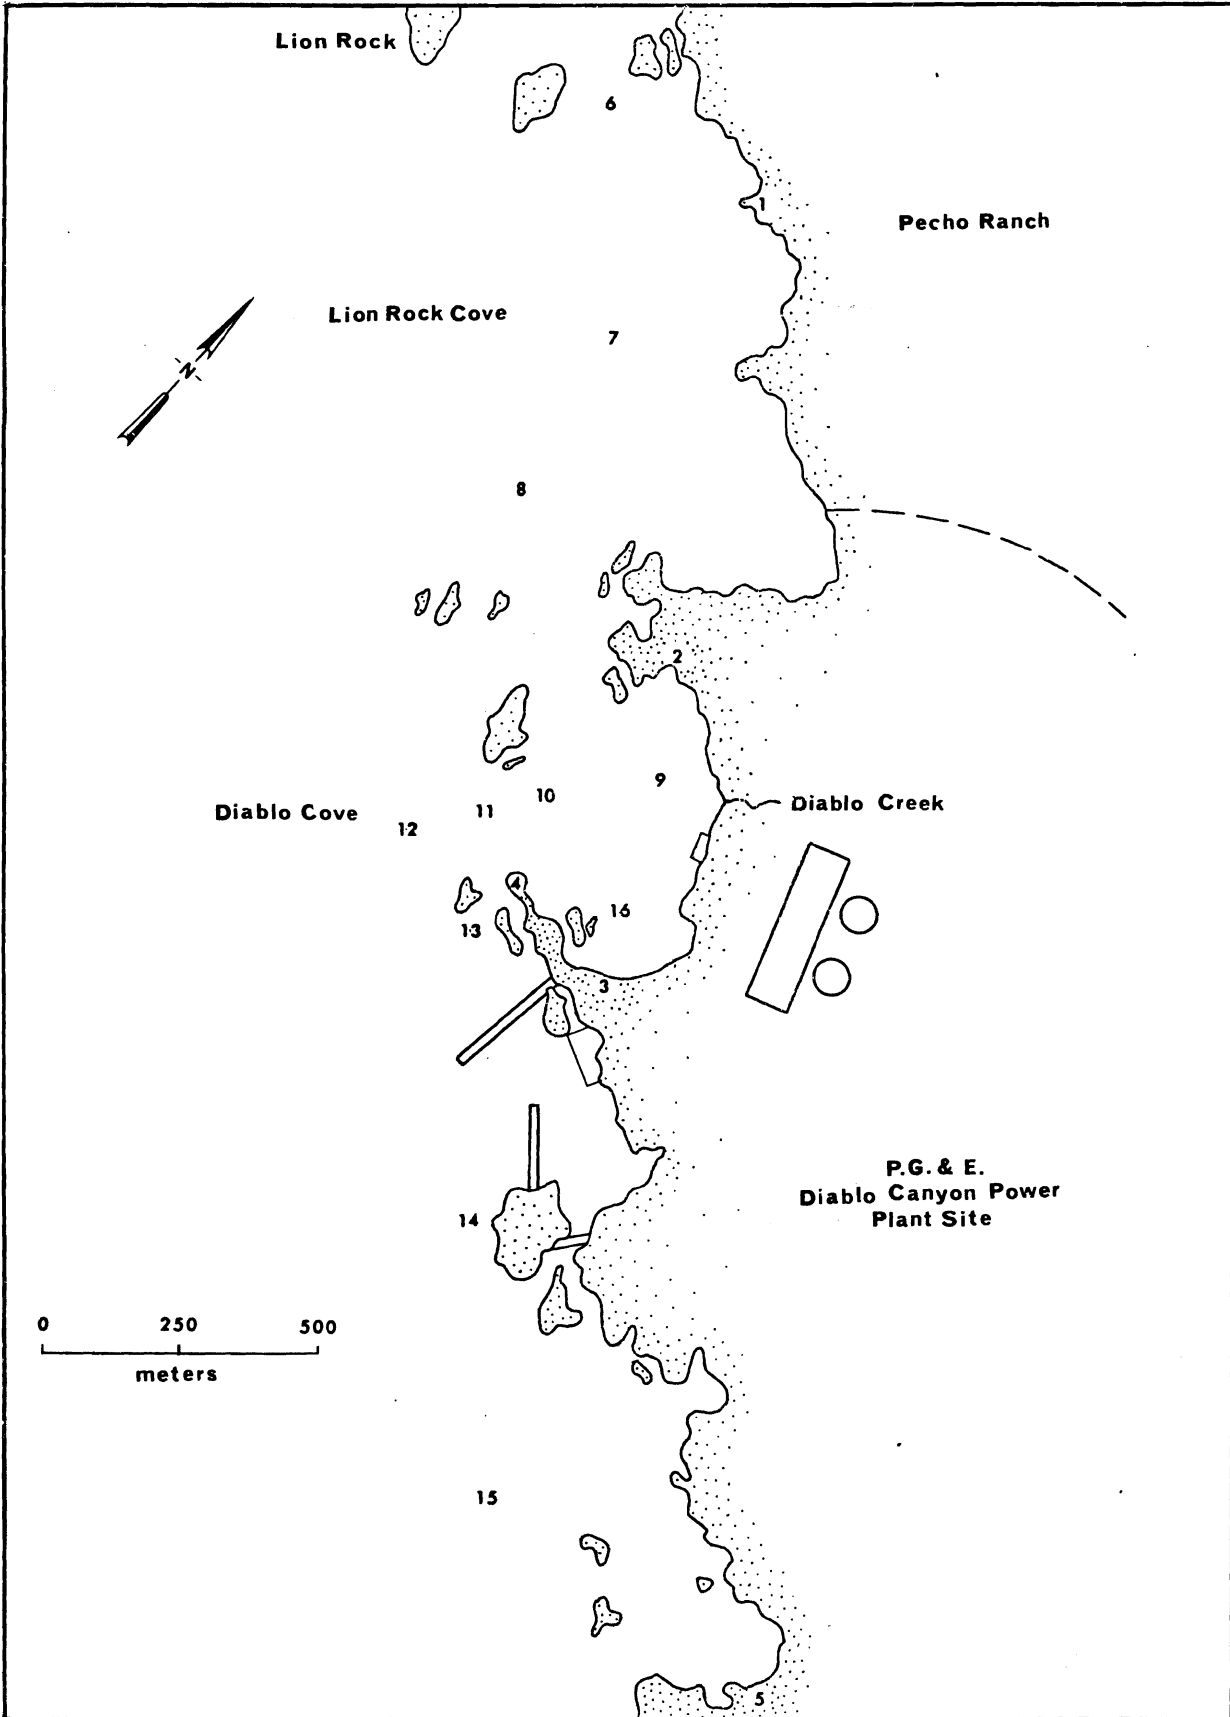 Lion Rock
6
1
Pecho Ranch
Lion Rock Cove
7
N
8
2
9
10
11
12
Diablo Cove
Diablo Creek
4
16
13
3
P.G. & E.
Diablo Canyon Power
Plant Site
14
0 250 500
meters
15
5